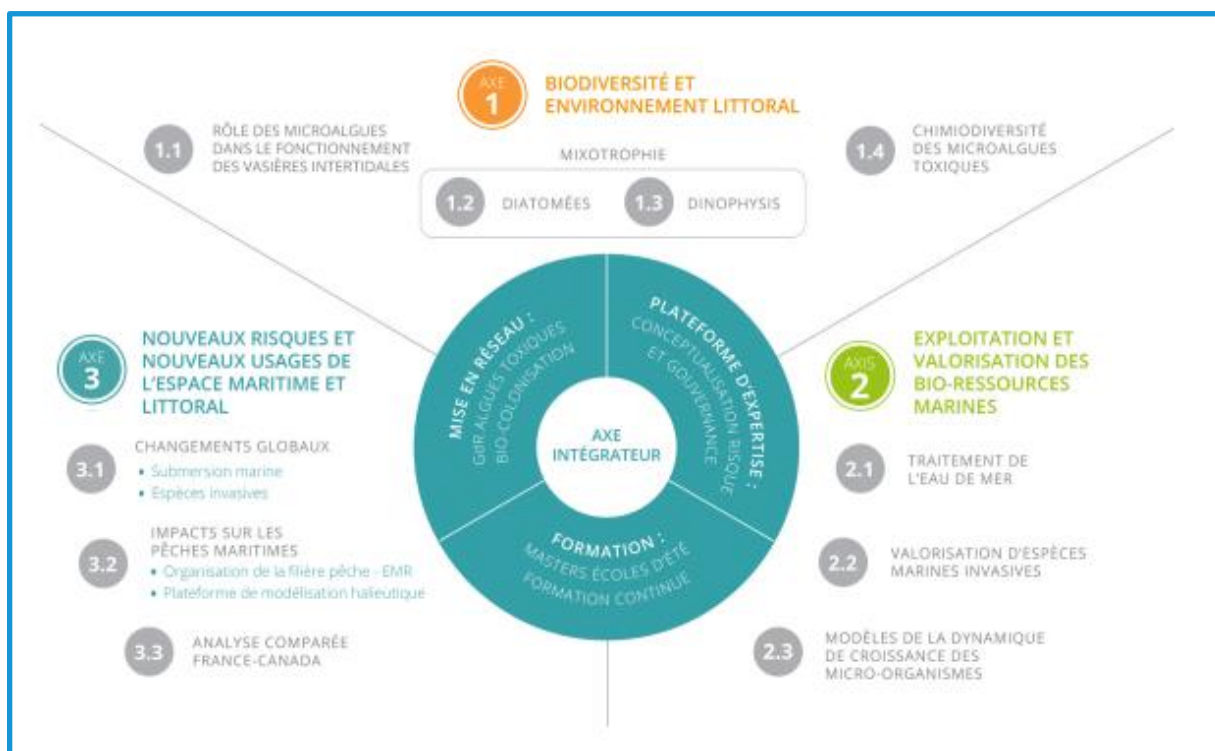 AXE
1
BIODIVERSITÉ ET
ENVIRONNEMENT LITTORAL
1.1
RÔLE DES MICROALGUES
DANS LE FONCTIONNEMENT
DES VASIÈRES INTERTIDALES
MIXOTROPHIE
1.2
DIATOMÉES
1.3
DINOPHYSIS
1.4
CHIMIODIVERSITÉ
DES MICROALGUES
TOXIQUES
MISE EN RÉSEAU :
GdR ALGUES TOXIQUES
BIO-COLONISATION
PLATEFORME D'EXPERTISE :
CONCEPTUALISATION RISQUE
ET GOUVERNANCE
AXE
INTÉGRATEUR
FORMATION :
MASTERS ÉCOLES D'ÉTÉ
FORMATION CONTINUE
AXE
3
NOUVEAUX RISQUES ET
NOUVEAUX USAGES DE
L'ESPACE MARITIME ET
LITTORAL
3.1
CHANGEMENTS GLOBAUX
• Submersion marine
• Espèces invasives
3.2
IMPACTS SUR LES
PÊCHES MARITIMES
• Organisation de la filière pêche - EMR
• Plateforme de modélisation halieutique
3.3
ANALYSE COMPARÉE
FRANCE-CANADA
AXIS
2
EXPLOITATION ET
VALORISATION DES
BIO-RESSOURCES
MARINES
2.1
TRAITEMENT DE
L'EAU DE MER
2.2
VALORISATION D'ESPÈCES
MARINES INVASIVES
2.3
MODÈLES DE LA DYNAMIQUE
DE CROISSANCE DES
MICRO-ORGANISMES